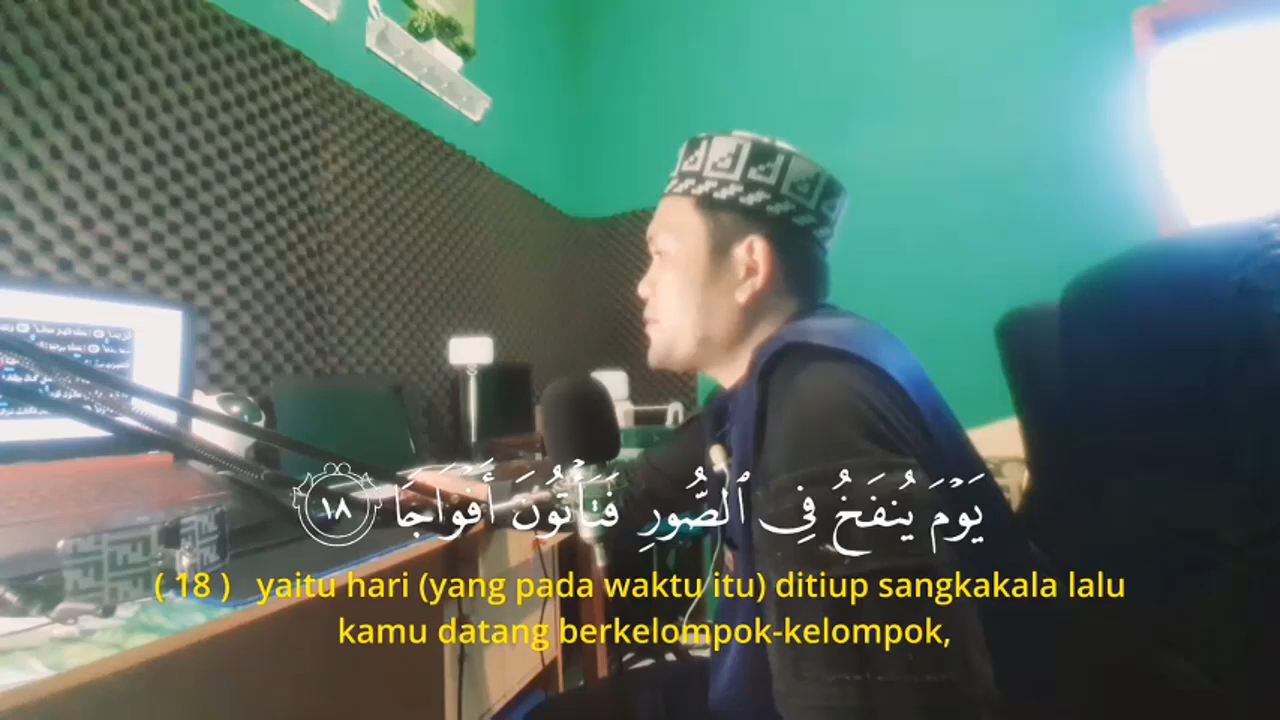 يَوۡمَ يُنفَخُ فِى ٱلصُّورِ فَتَأۡتُونَ أَفۡوَاجٗا ١٨
( 18 ) yaitu hari (yang pada waktu itu) ditiup sangkakala lalu
kamu datang berkelompok-kelompok,